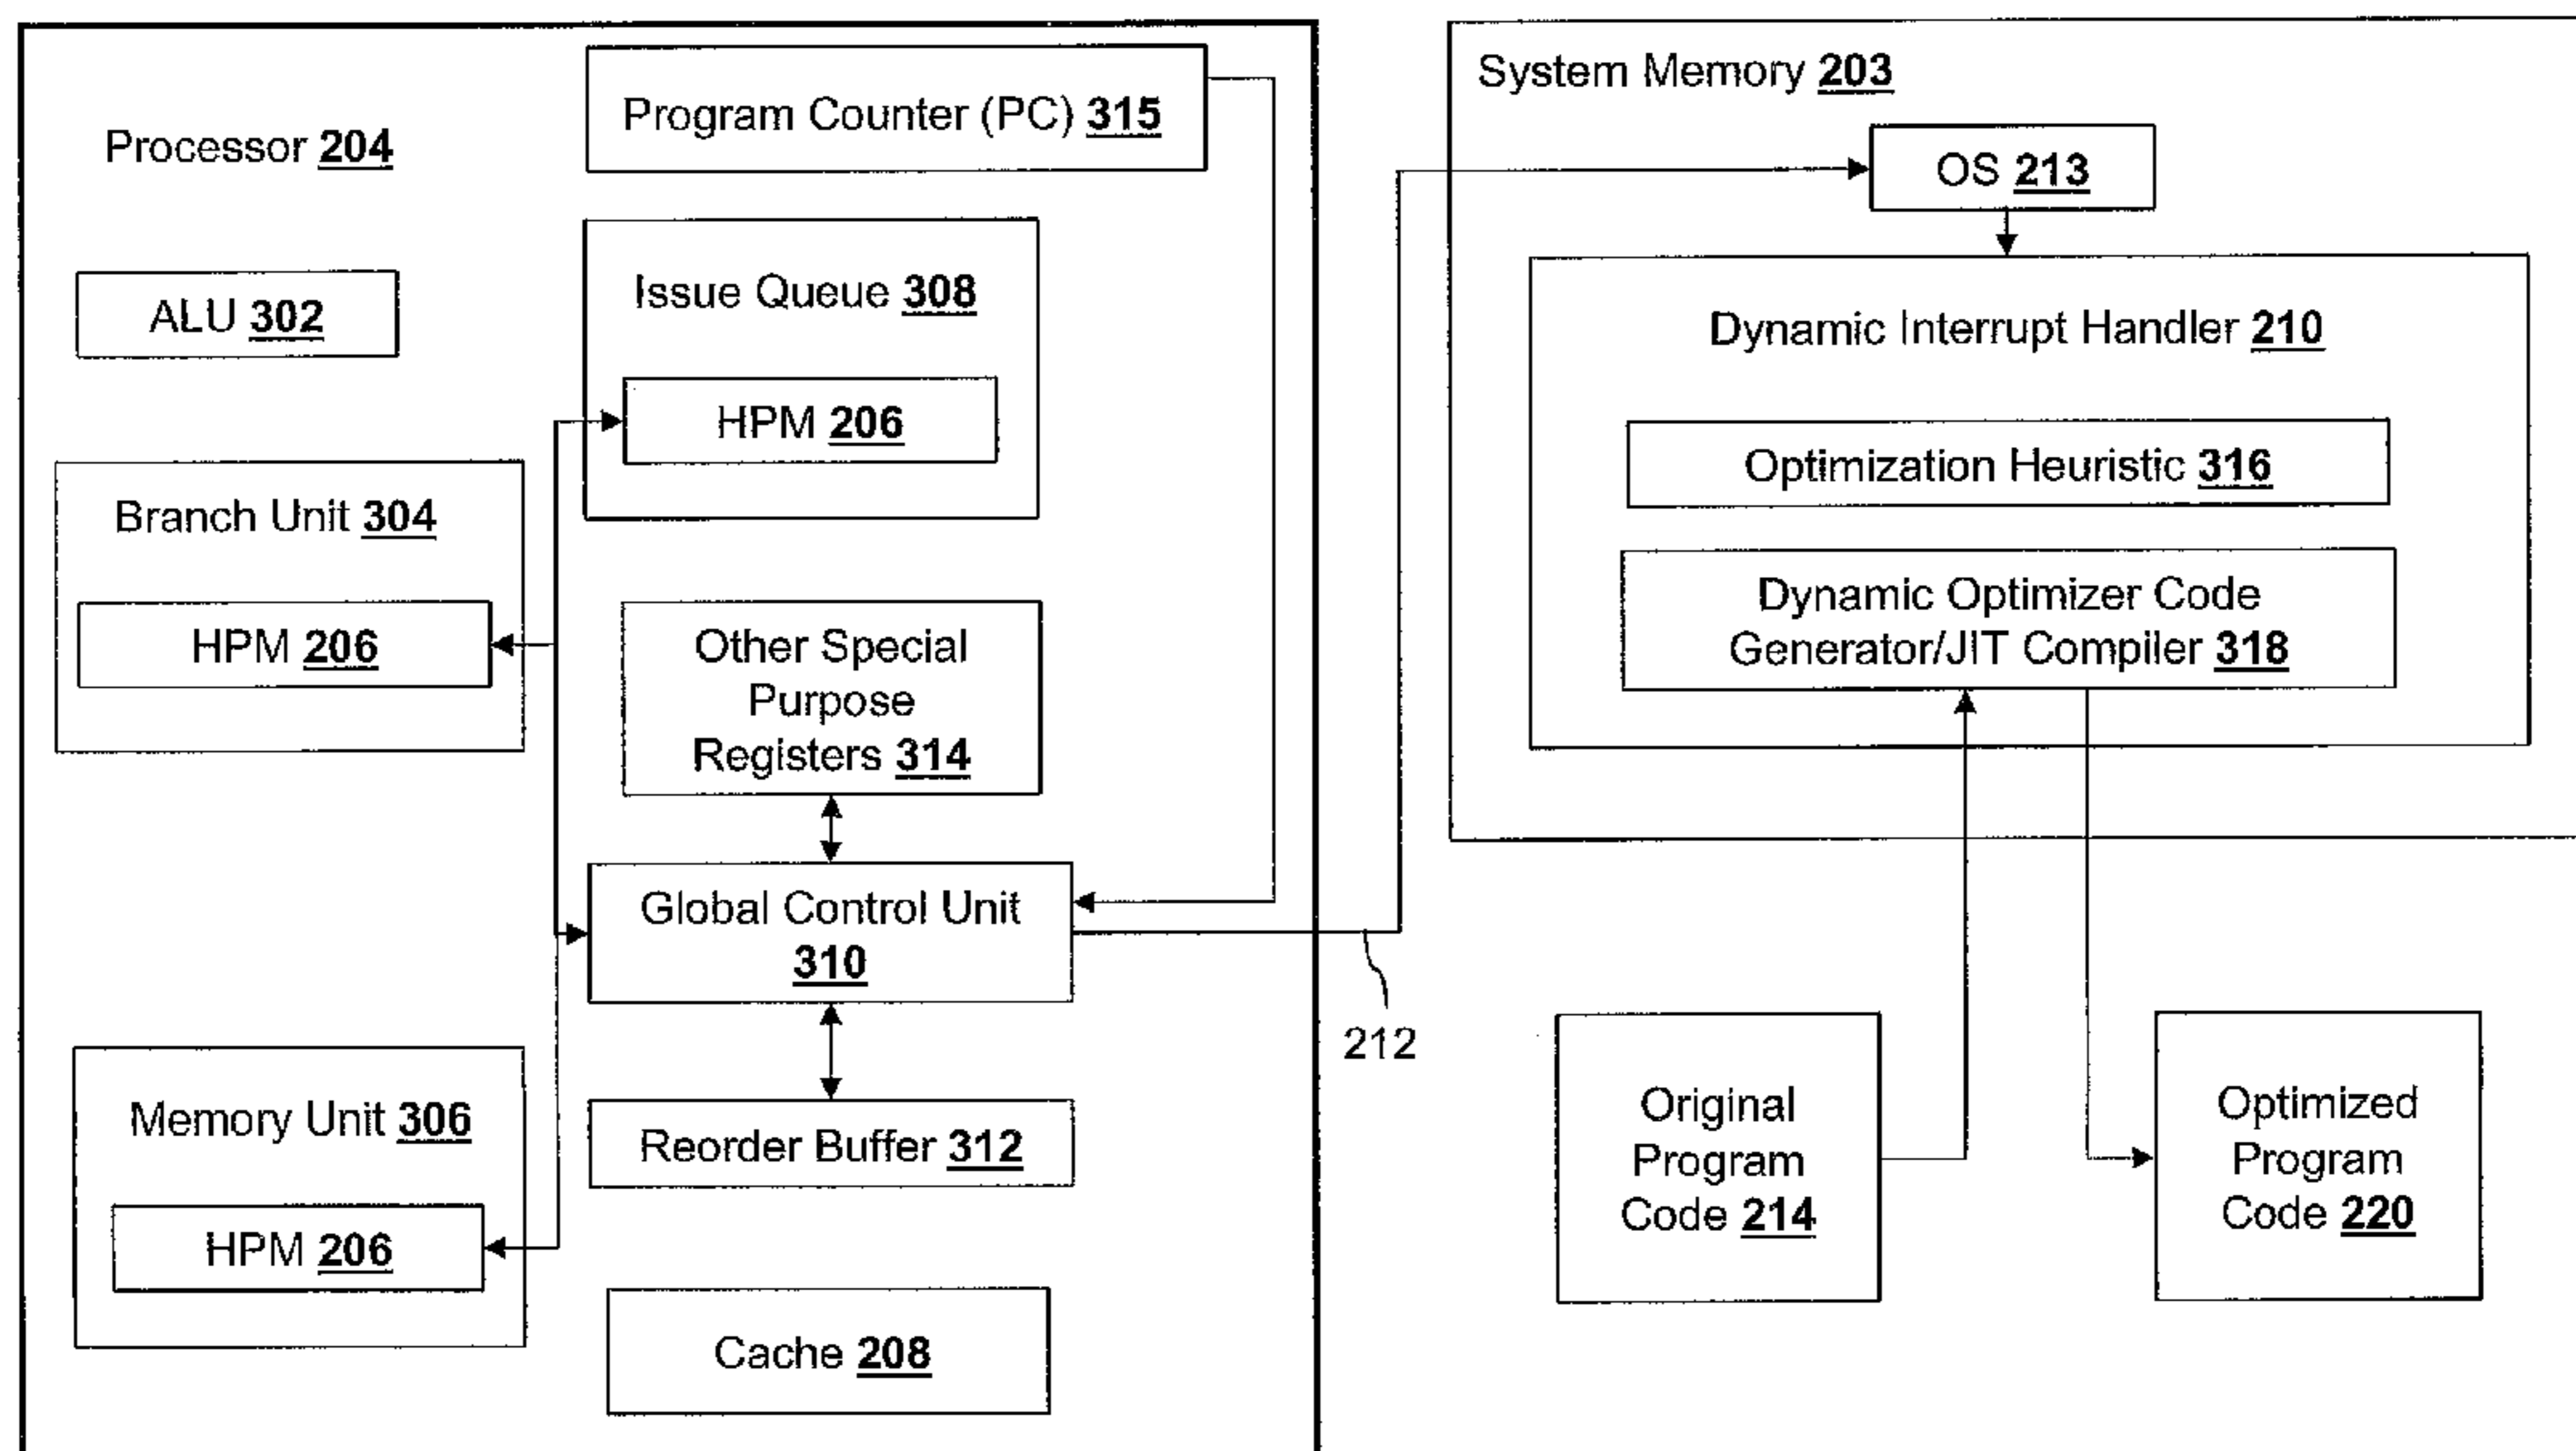 Processor 204
Program Counter (PC) 315
ALU 302
Issue Queue 308
HPM 206
Branch Unit 304
HPM 206
Other Special
Purpose
Registers 314
Global Control Unit
310
Memory Unit 306
HPM 206
Reorder Buffer 312
Cache 208
212
System Memory 203
OS 213
Dynamic Interrupt Handler 210
Optimization Heuristic 316
Dynamic Optimizer Code
Generator/JIT Compiler 318
Original
Program
Code 214
Optimized
Program
Code 220